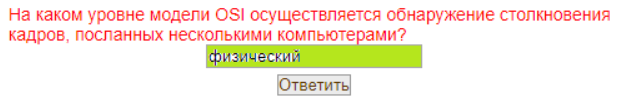 На каком уровне модели OSI осуществляется обнаружение столкновения
кадров, посланных несколькими компьютерами?
физический
Ответить